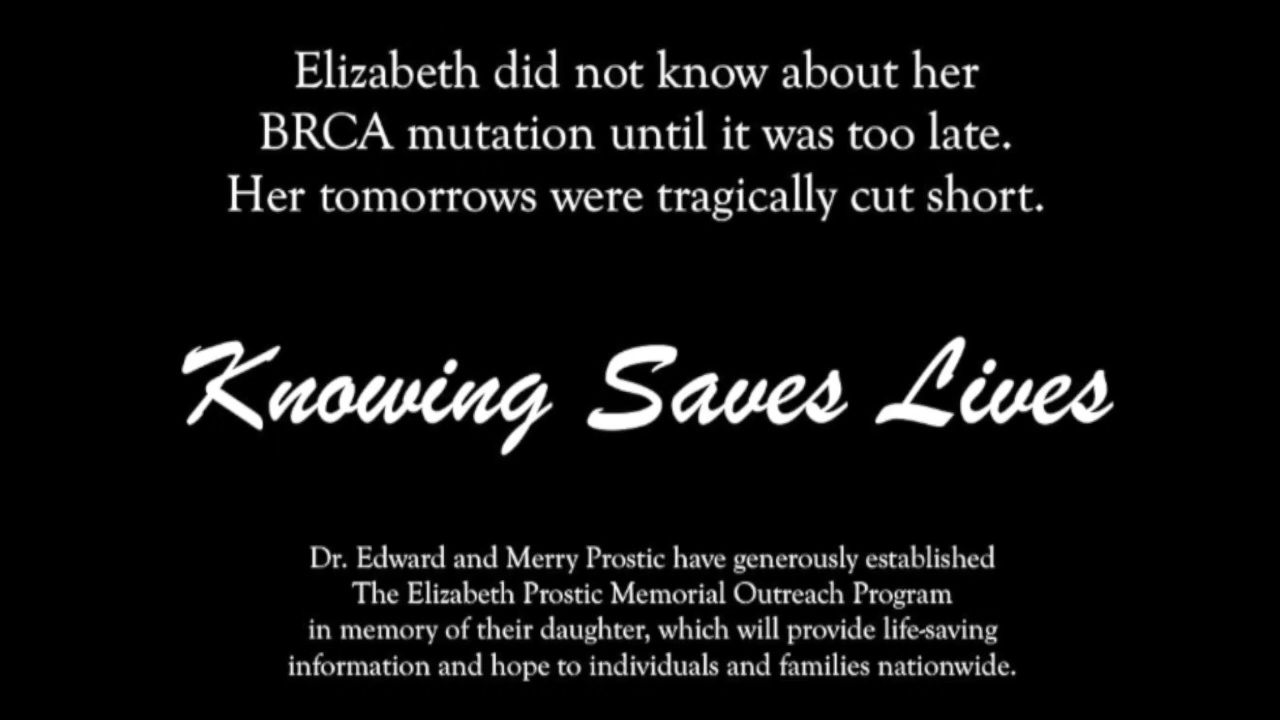 Elizabeth did not know about her
BRCA mutation until it was too late.
Her tomorrows were tragically cut short.
Knowing Saves Lives
Dr. Edward and Merry Prostic have generously established
The Elizabeth Prostic Memorial Outreach Program
in memory of their daughter, which will provide life-saving
information and hope to individuals and families nationwide.